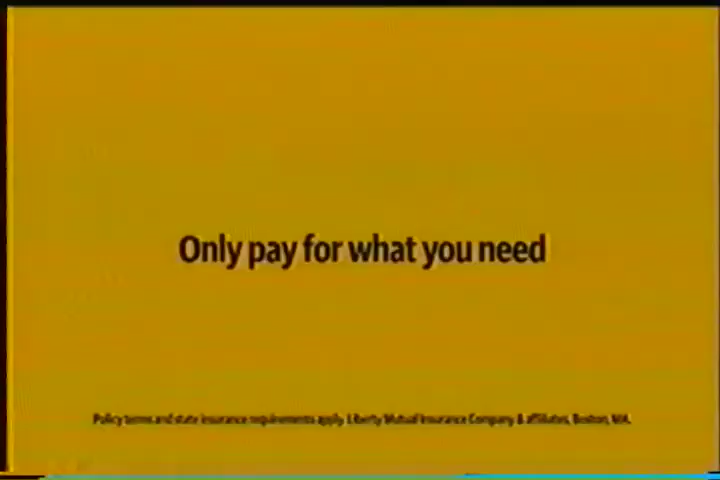 Only pay for what you need
Policy terms and state insurance requirements apply. Liberty Mutual Insurance Company & affiliates, Boston, MA.